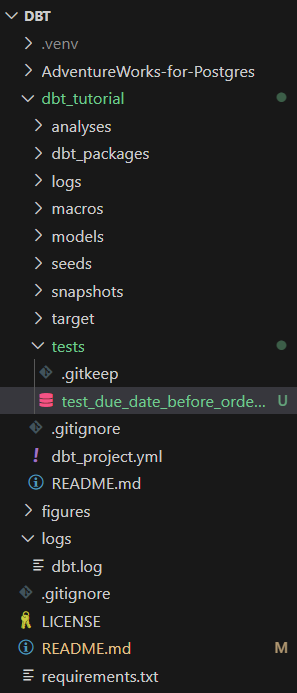 DBT
.venv
AdventureWorks-for-Postgres
dbt_tutorial
analyses
dbt_packages
logs
macros
models
seeds
snapshots
target
tests
.gitkeep
test_due_date_before_orde... U
.gitignore
! dbt_project.yml
README.md
figures
logs
dbt.log
.gitignore
LICENSE
README.md M
requirements.txt